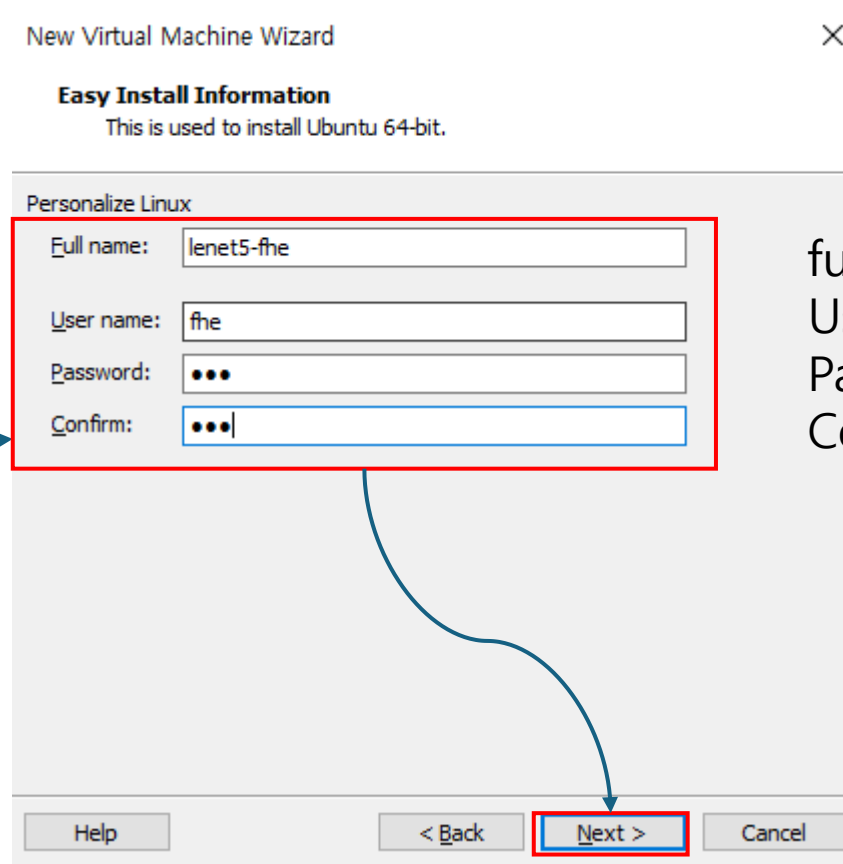 New Virtual Machine Wizard
Easy Install Information
This is used to install Ubuntu 64-bit.
Personalize Linux
Full name: lenet5-fhe
User name: fhe
Password: •••
Confirm: •••
Help < Back Next > Cancel